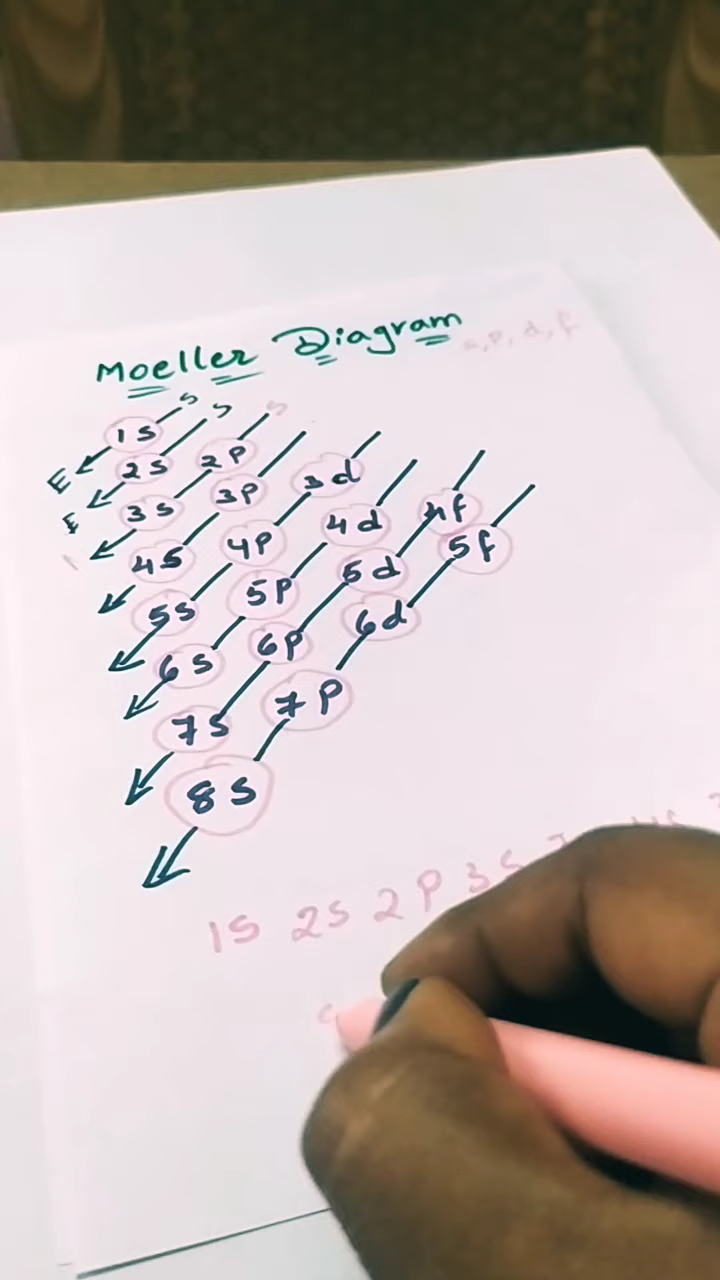 Moeller Diagram
s, p, d, f
1s
2s 2p
3s 3p 3d
4s 4p 4d 4f
5s 5p 5d 5f
6s 6p 6d
7s 7p
8s
1s 2s 2p 3s